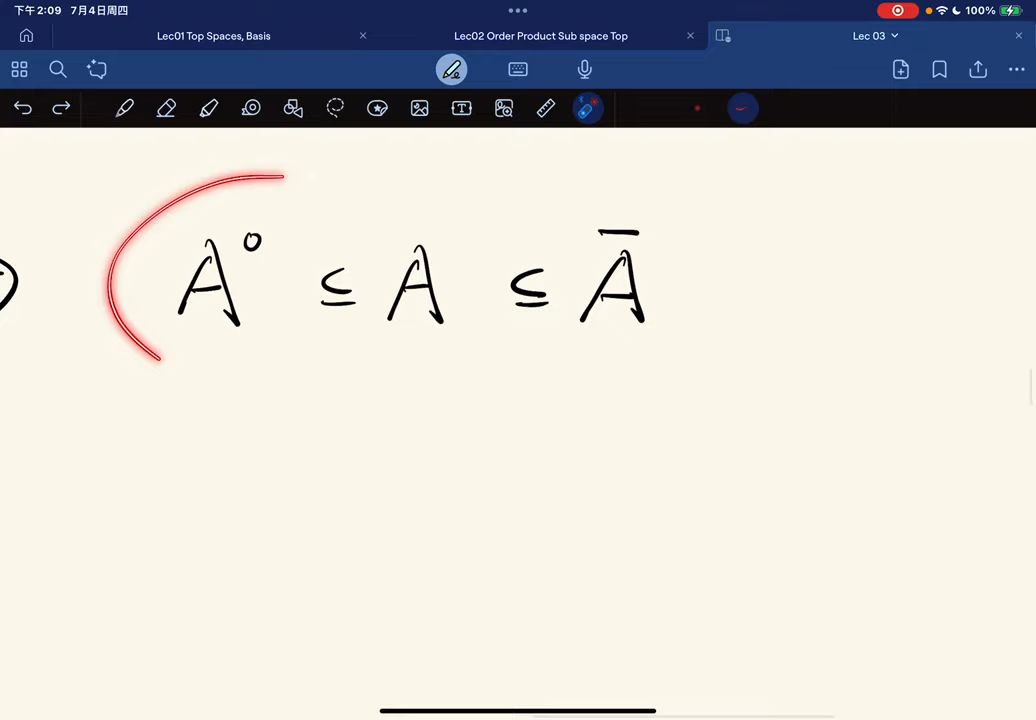 下午2:09 7月4日周四
100%
Lec01 Top Spaces, Basis
Lec02 Order Product Sub space Top
Lec 03
A° ⊆ A ⊆ A̅